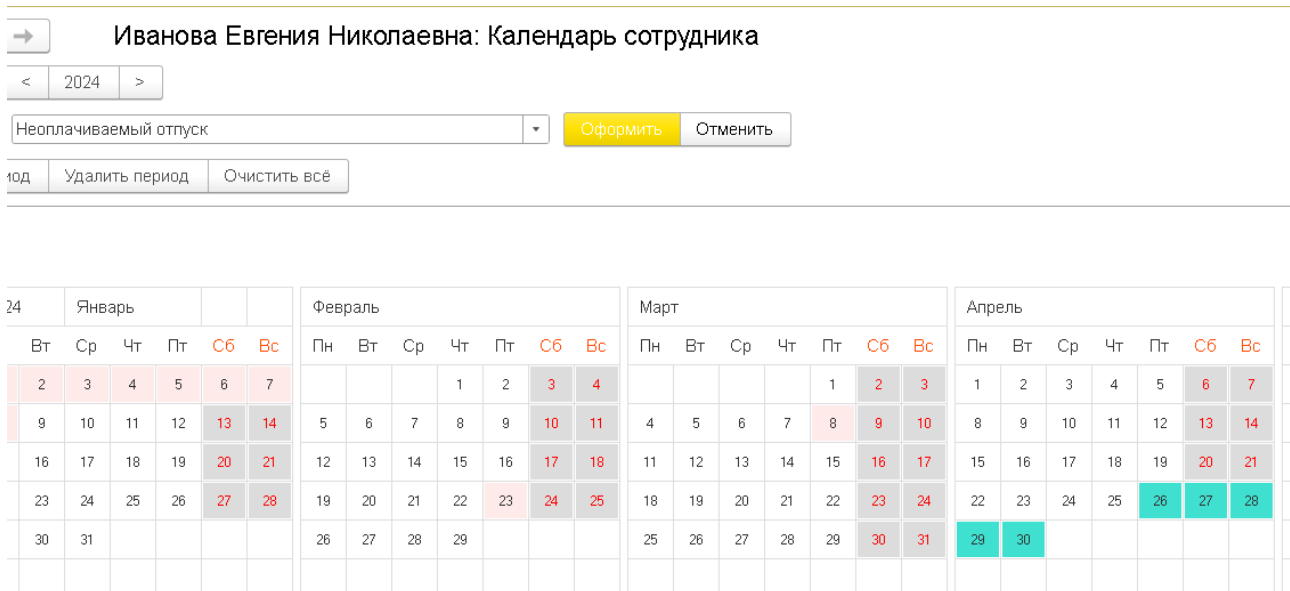 Иванова Евгения Николаевна: Календарь сотрудника
< 2024 >
Неоплачиваемый отпуск Оформить Отменить
Удалить период Очистить всё
24 Январь Февраль Март Апрель
Вт Ср Чт Пт Сб Вс Пн Вт Ср Чт Пт Сб Вс Пн Вт Ср Чт Пт Сб Вс Пн Вт Ср Чт Пт Сб Вс
2 3 4 5 6 7 1 2 3 4 1 2 3 1 2 3 4 5 6 7
9 10 11 12 13 14 5 6 7 8 9 10 11 4 5 6 7 8 9 10 8 9 10 11 12 13 14
16 17 18 19 20 21 12 13 14 15 16 17 18 11 12 13 14 15 16 17 15 16 17 18 19 20 21
23 24 25 26 27 28 19 20 21 22 23 24 25 18 19 20 21 22 23 24 22 23 24 25 26 27 28
30 31 26 27 28 29 25 26 27 28 29 30 31 29 30